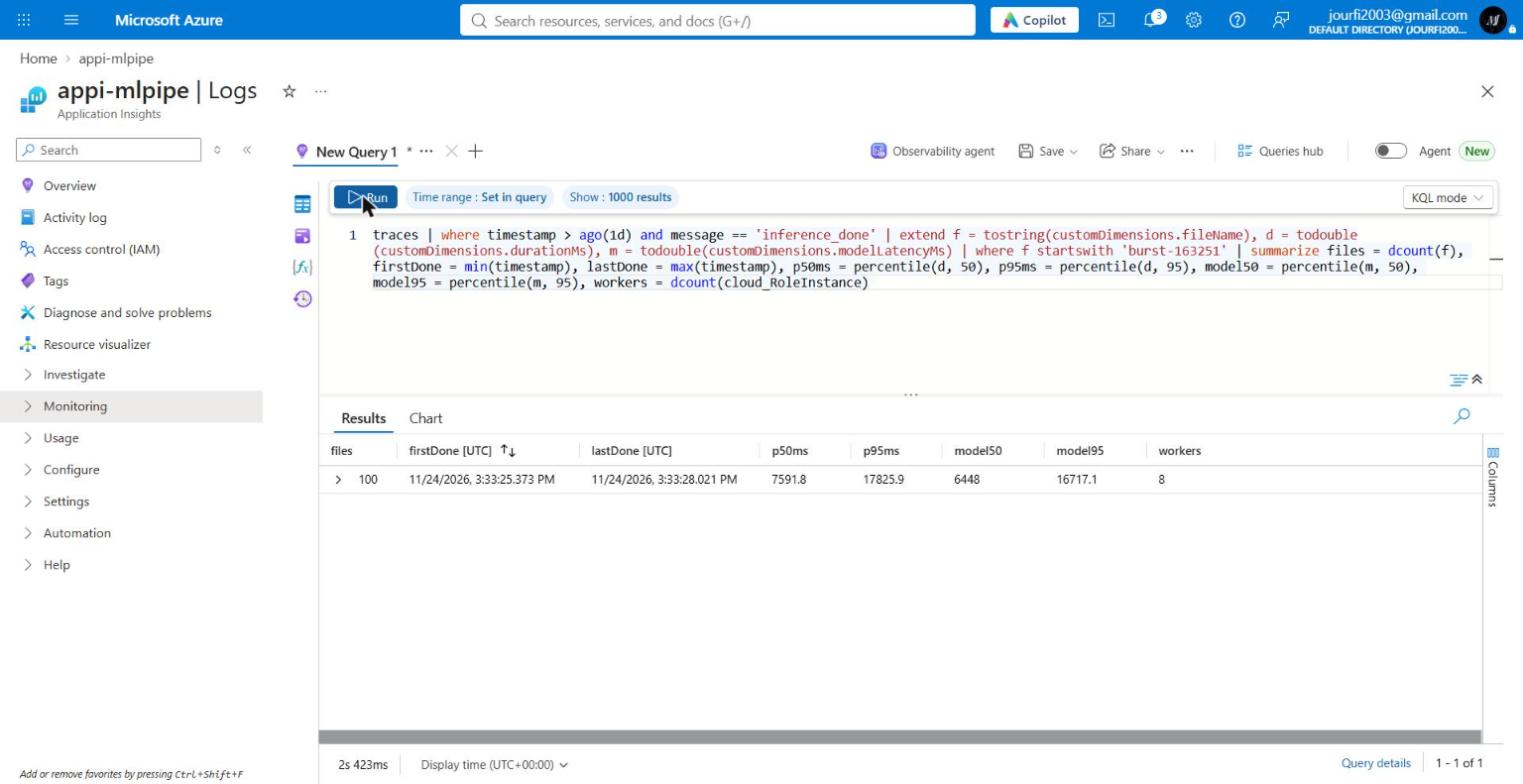 Microsoft Azure
Search resources, services, and docs (G+/)
Copilot
3
jourfi2003@gmail.com
DEFAULT DIRECTORY (JOURFI200...
Home > appi-mlpipe
appi-mlpipe | Logs
Application Insights
Search
Overview
Activity log
Access control (IAM)
Tags
Diagnose and solve problems
Resource visualizer
Investigate
Monitoring
Usage
Configure
Settings
Automation
Help
Add or remove favorites by pressing Ctrl+Shift+F
New Query 1 *
Observability agent
Save
Share
Queries hub
Agent New
Run
Time range : Set in query
Show : 1000 results
KQL mode
1 traces | where timestamp > ago(1d) and message == 'inference_done' | extend f = tostring(customDimensions.fileName), d = todouble
(customDimensions.durationMs), m = todouble(customDimensions.modelLatencyMs) | where f startswith 'burst-163251' | summarize files = dcount(f),
firstDone = min(timestamp), lastDone = max(timestamp), p50ms = percentile(d, 50), p95ms = percentile(d, 95), model50 = percentile(m, 50),
model95 = percentile(m, 95), workers = dcount(cloud_RoleInstance)
Results Chart
files firstDone [UTC] lastDone [UTC] p50ms p95ms model50 model95 workers
100 11/24/2026, 3:33:25.373 PM 11/24/2026, 3:33:28.021 PM 7591.8 17825.9 6448 16717.1 8
Columns
2s 423ms
Display time (UTC+00:00)
Query details
1 - 1 of 1